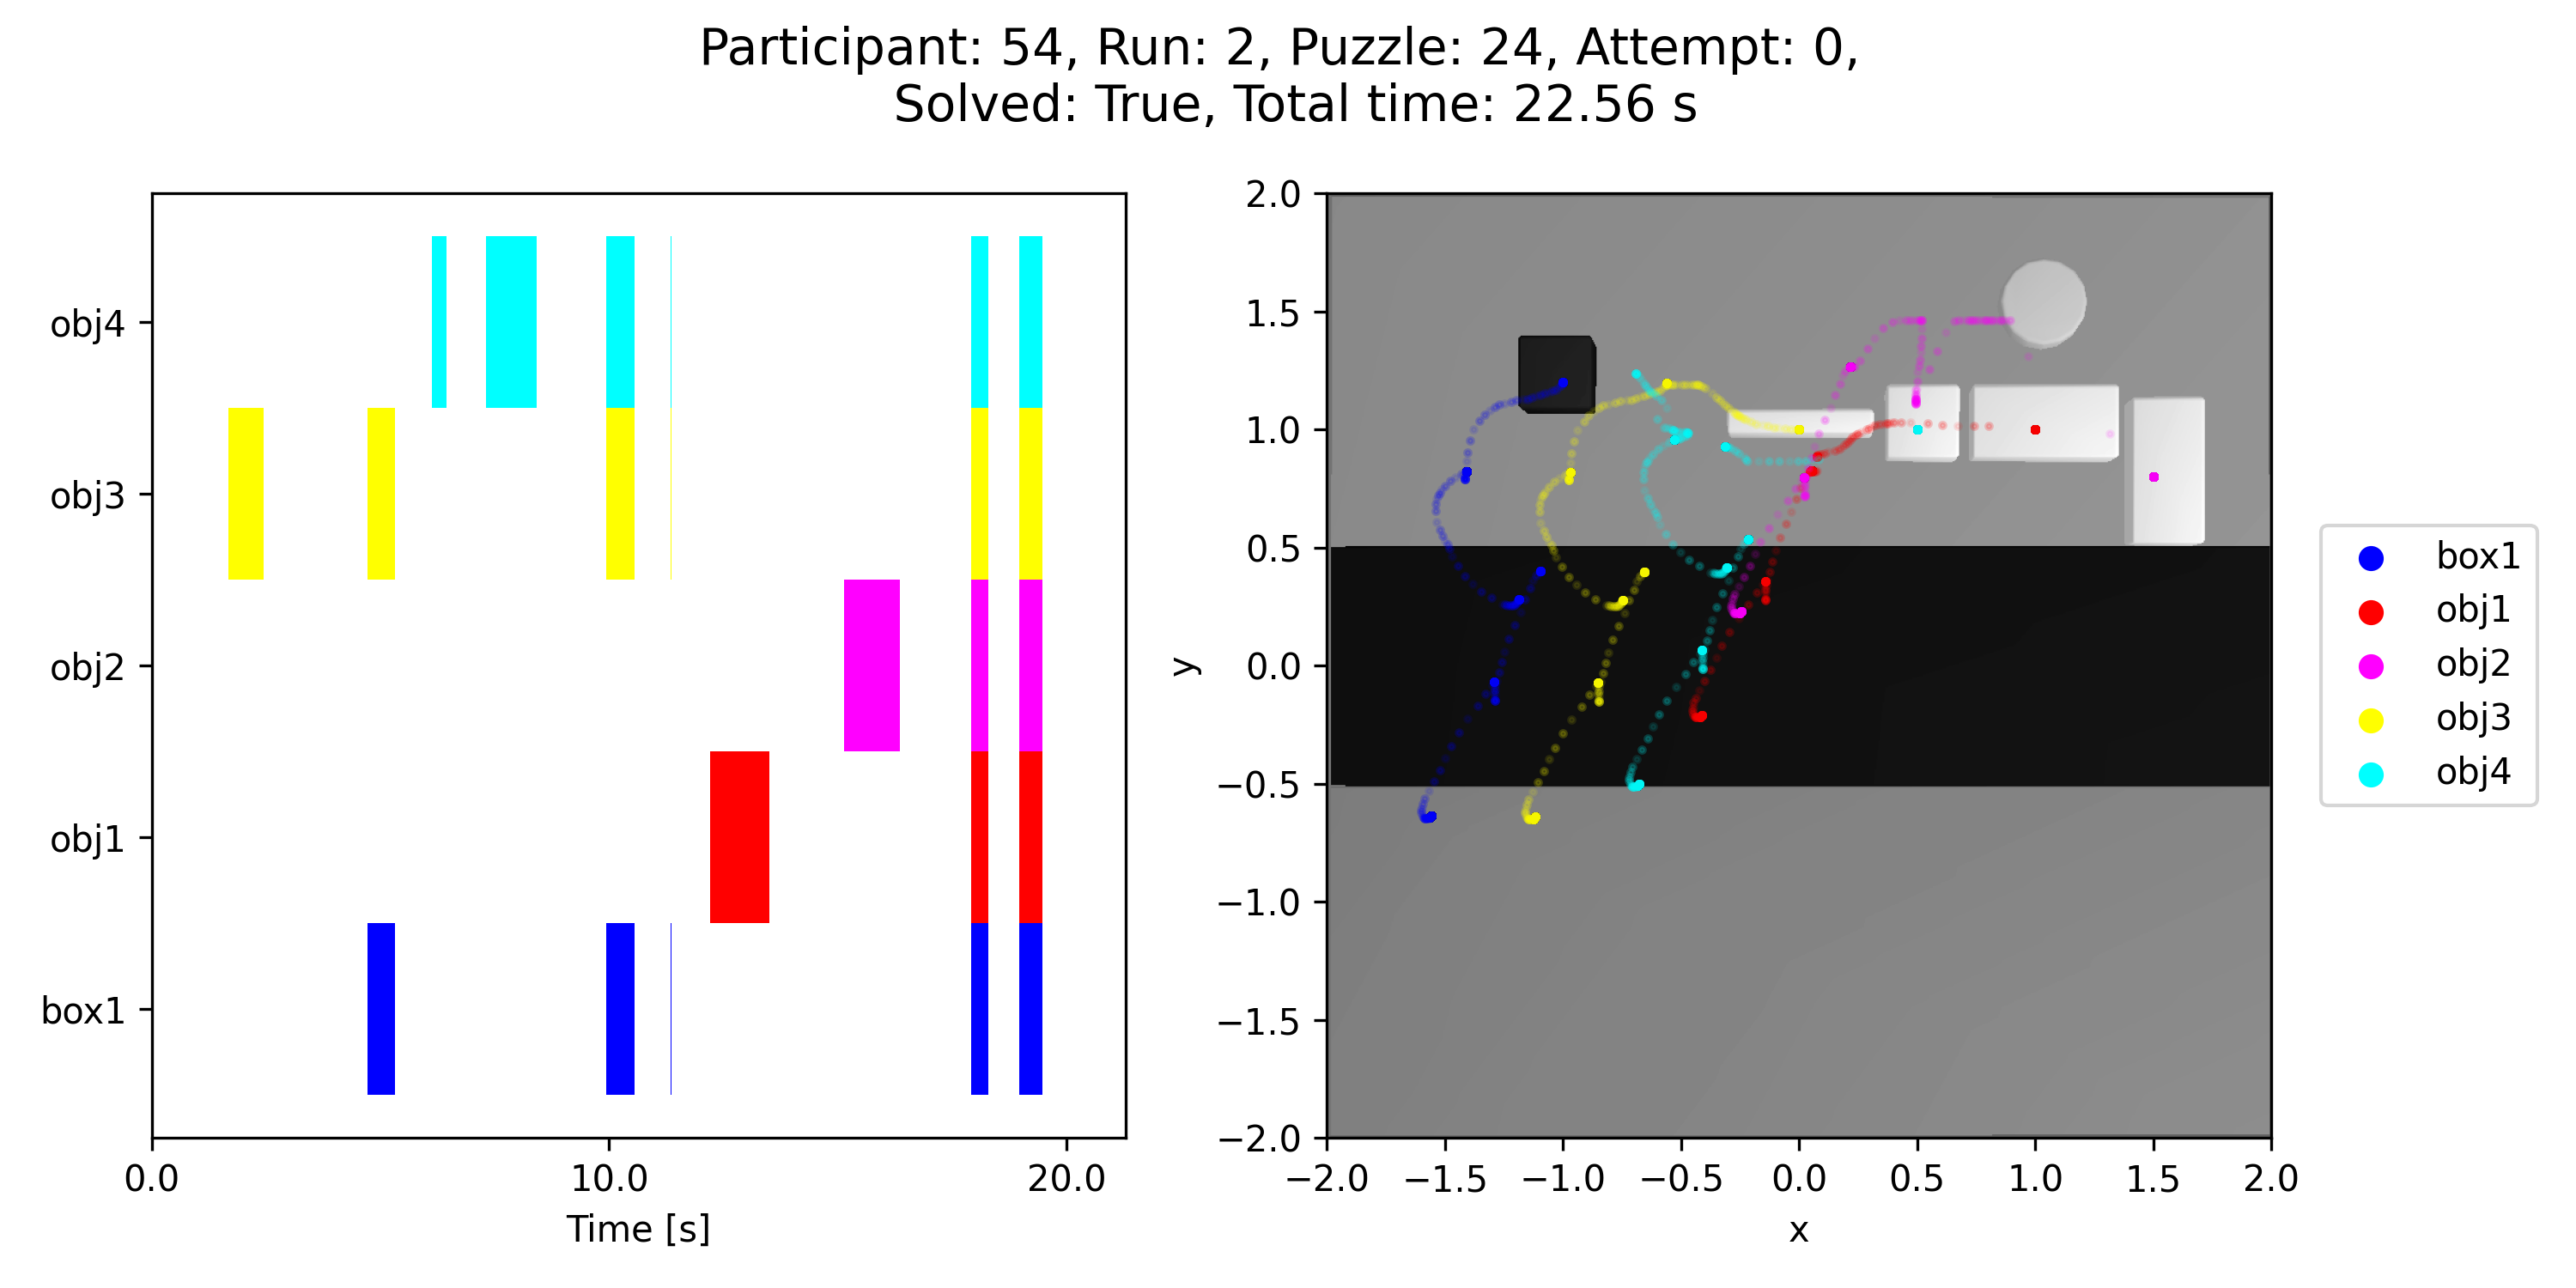 Participant: 54, Run: 2, Puzzle: 24, Attempt: 0,
Solved: True, Total time: 22.56 s
obj4
obj3
obj2
obj1
box1
0.0 10.0 20.0
Time [s]
2.0
1.5
1.0
0.5
0.0
−0.5
−1.0
−1.5
−2.0
y
−2.0 −1.5 −1.0 −0.5 0.0 0.5 1.0 1.5 2.0
x
box1
obj1
obj2
obj3
obj4